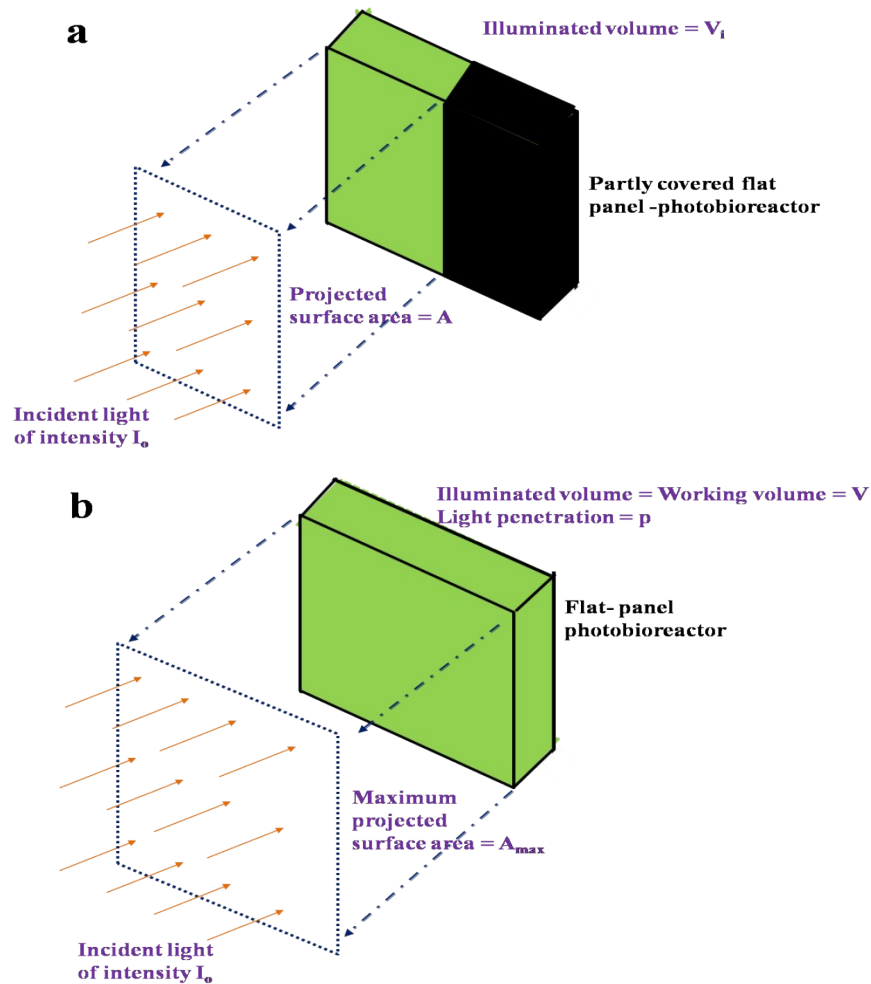 a
Illuminated volume = Vᵢ
Partly covered flat
panel -photobioreactor
Projected
surface area = A
Incident light
of intensity Iₒ
b
Illuminated volume = Working volume = V
Light penetration = p
Flat- panel
photobioreactor
Maximum
projected
surface area = Aₘₐₓ
Incident light
of intensity Iₒ